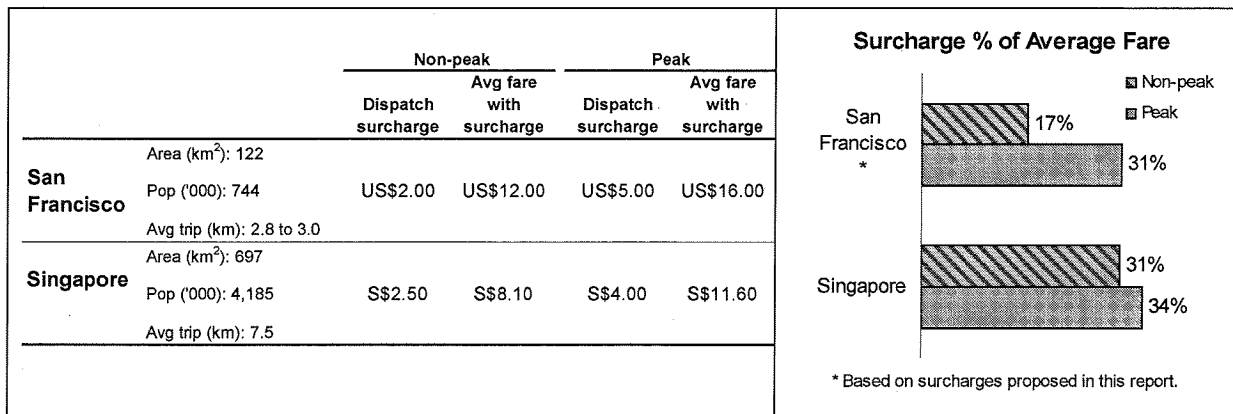 Non-peak Peak
Dispatch surcharge Avg fare with surcharge Dispatch surcharge Avg fare with surcharge
San Francisco
Area (km²): 122
Pop ('000): 744 US$2.00 US$12.00 US$5.00 US$16.00
Avg trip (km): 2.8 to 3.0
Singapore
Area (km²): 697
Pop ('000): 4,185 S$2.50 S$8.10 S$4.00 S$11.60
Avg trip (km): 7.5
Surcharge % of Average Fare
Non-peak
Peak
San
Francisco
*
17%
31%
Singapore
31%
34%
* Based on surcharges proposed in this report.